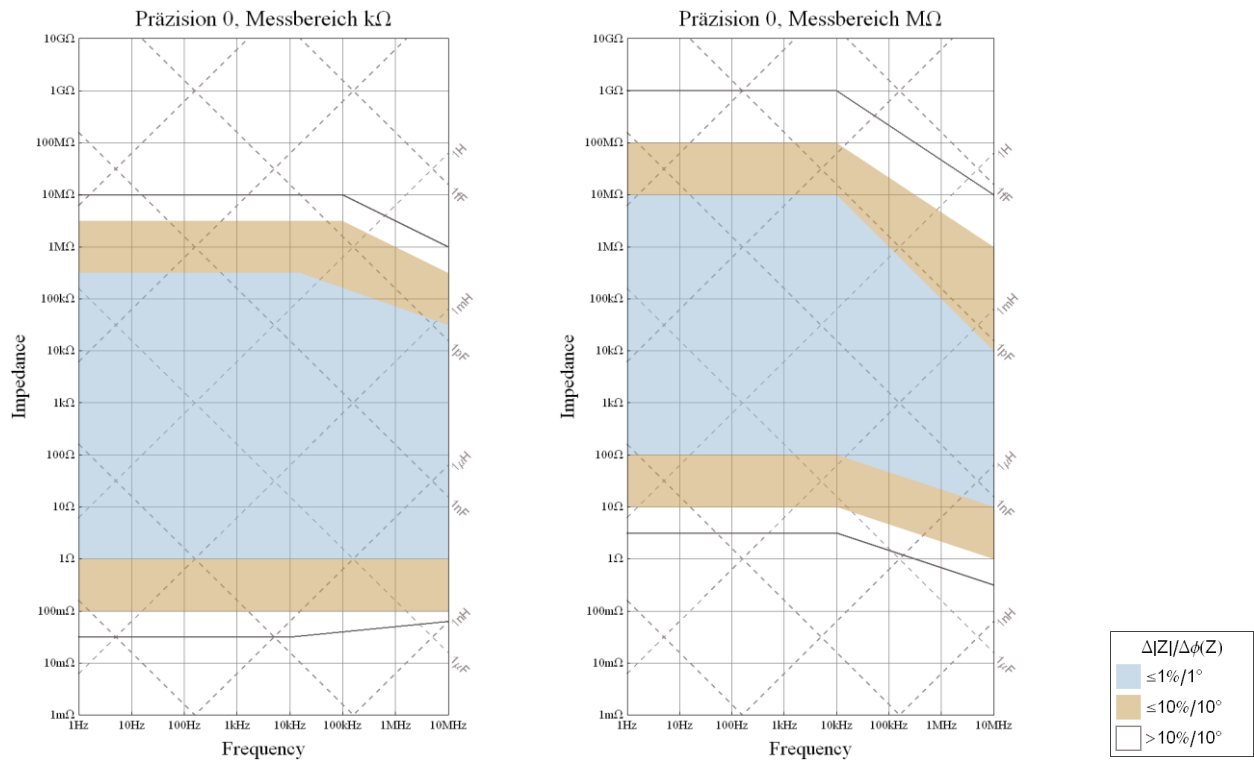 Präzision 0, Messbereich kΩ
10GΩ
1GΩ
100MΩ
10MΩ
1MΩ
100kΩ
10kΩ
1kΩ
100Ω
10Ω
1Ω
100mΩ
10mΩ
1mΩ
Impedance
1Hz 10Hz 100Hz 1kHz 10kHz 100kHz 1MHz 10MHz
Frequency
1H
1fF
1mH
1pF
1μH
1nF
1nH
1μF
Präzision 0, Messbereich MΩ
10GΩ
1GΩ
100MΩ
10MΩ
1MΩ
100kΩ
10kΩ
1kΩ
100Ω
10Ω
1Ω
100mΩ
10mΩ
1mΩ
Impedance
1Hz 10Hz 100Hz 1kHz 10kHz 100kHz 1MHz 10MHz
Frequency
1H
1fF
1mH
1pF
1μH
1nF
1nH
1μF
Δ|Z|/Δϕ(Z)
≤1%/1°
≤10%/10°
>10%/10°